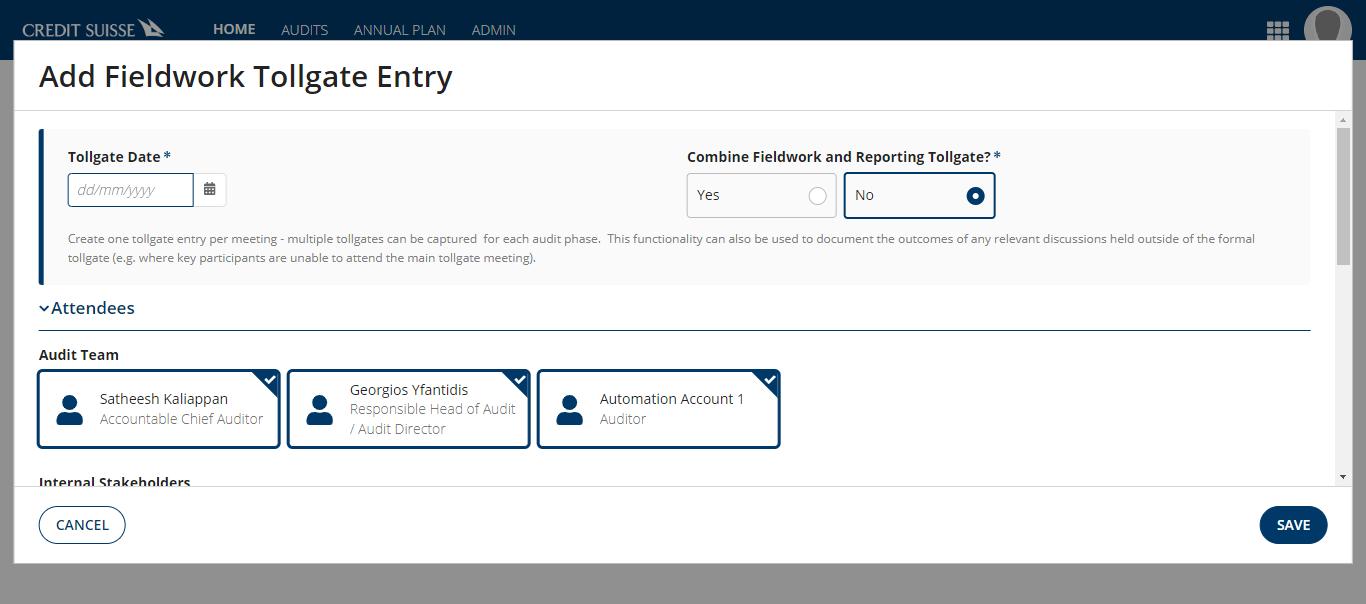 CREDIT SUISSE
HOME AUDITS ANNUAL PLAN ADMIN
Add Fieldwork Tollgate Entry
Tollgate Date *
dd/mm/yyyy
Combine Fieldwork and Reporting Tollgate? *
Yes
No
Create one tollgate entry per meeting - multiple tollgates can be captured for each audit phase. This functionality can also be used to document the outcomes of any relevant discussions held outside of the formal
tollgate (e.g. where key participants are unable to attend the main tollgate meeting).
Attendees
Audit Team
Satheesh Kaliappan
Accountable Chief Auditor
Georgios Yfantidis
Responsible Head of Audit
/ Audit Director
Automation Account 1
Auditor
Internal Stakeholders
CANCEL
SAVE